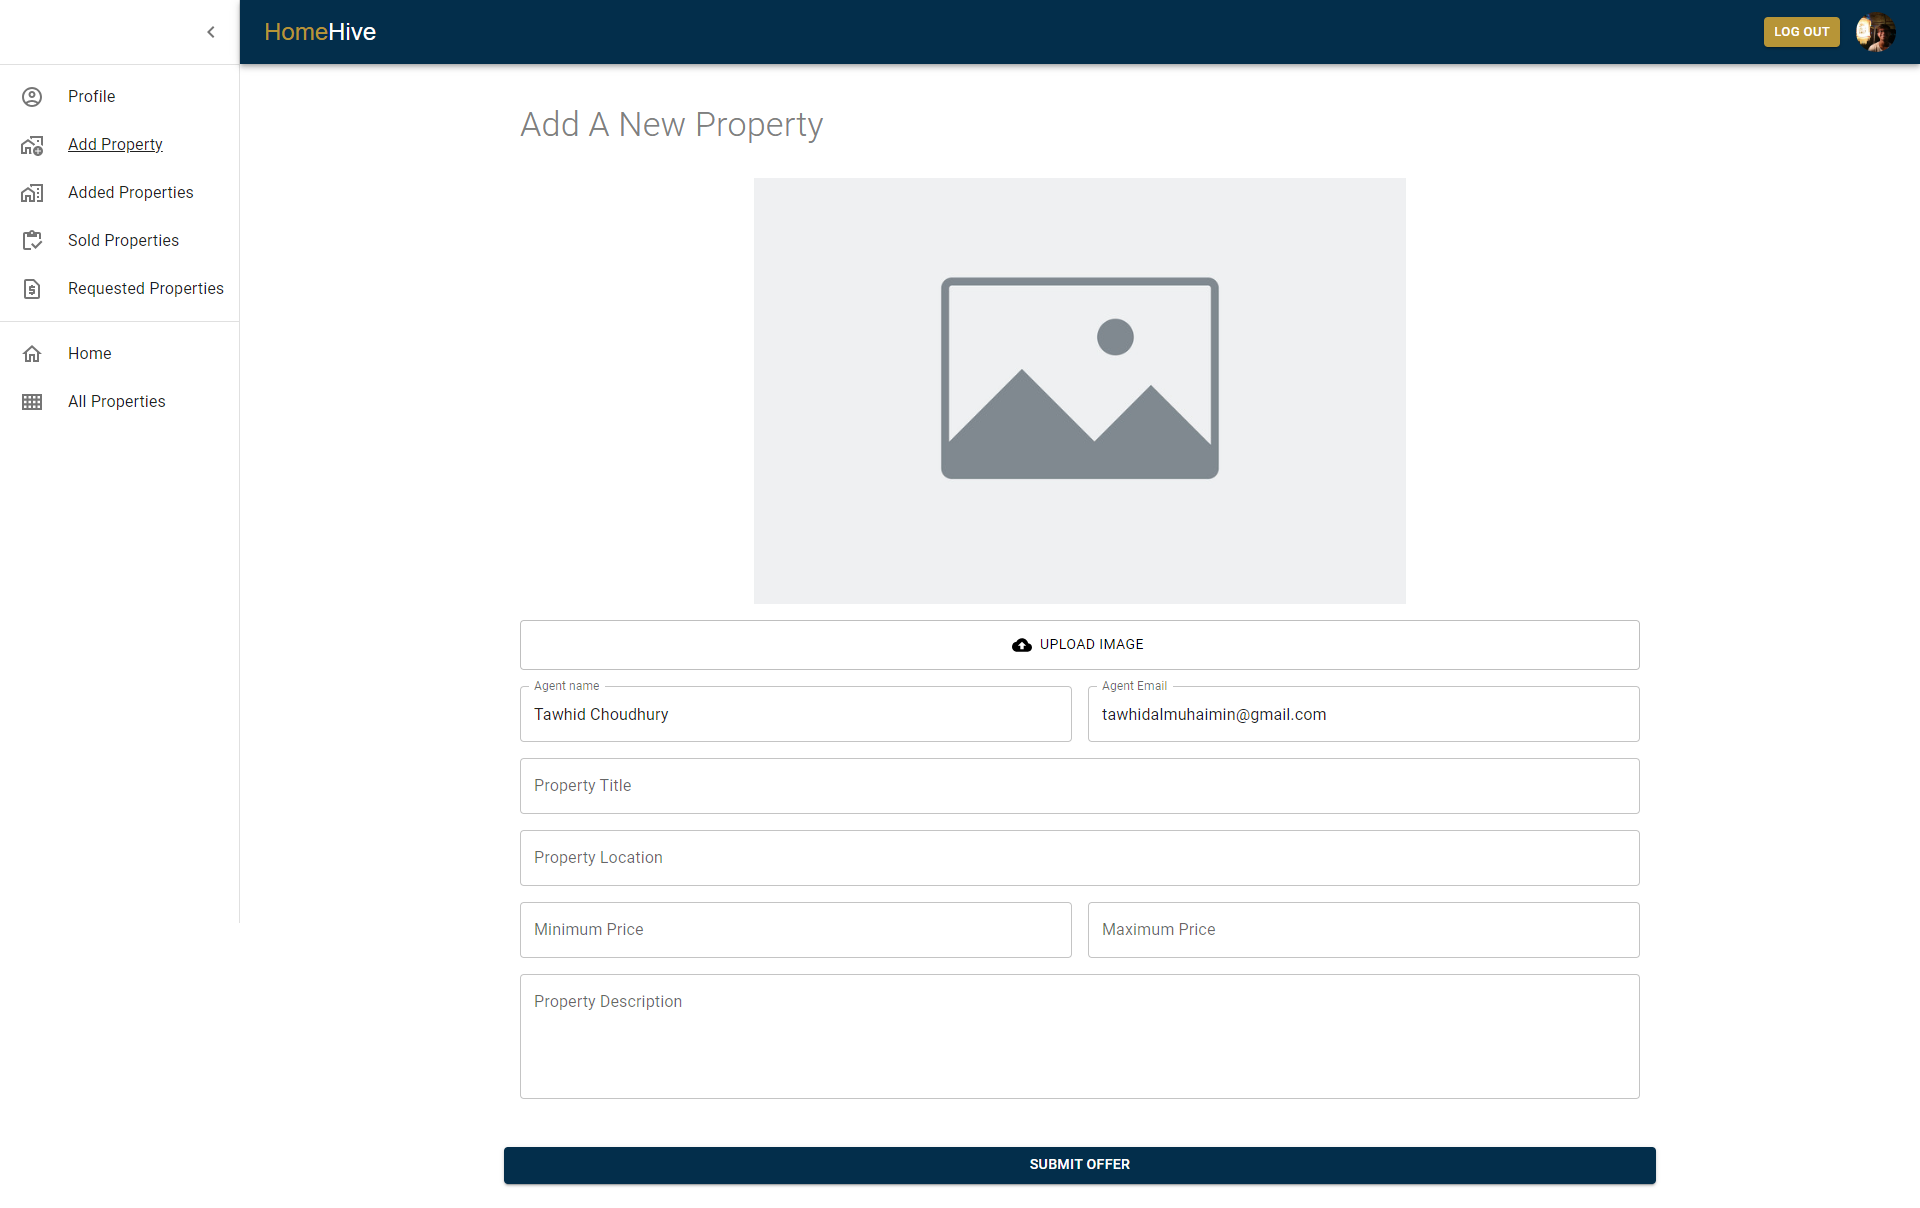 HomeHive
LOG OUT
Profile
Add Property
Added Properties
Sold Properties
Requested Properties
Home
All Properties
Add A New Property
UPLOAD IMAGE
Agent name
Tawhid Choudhury
Agent Email
tawhidalmuhaimin@gmail.com
Property Title
Property Location
Minimum Price
Maximum Price
Property Description
SUBMIT OFFER